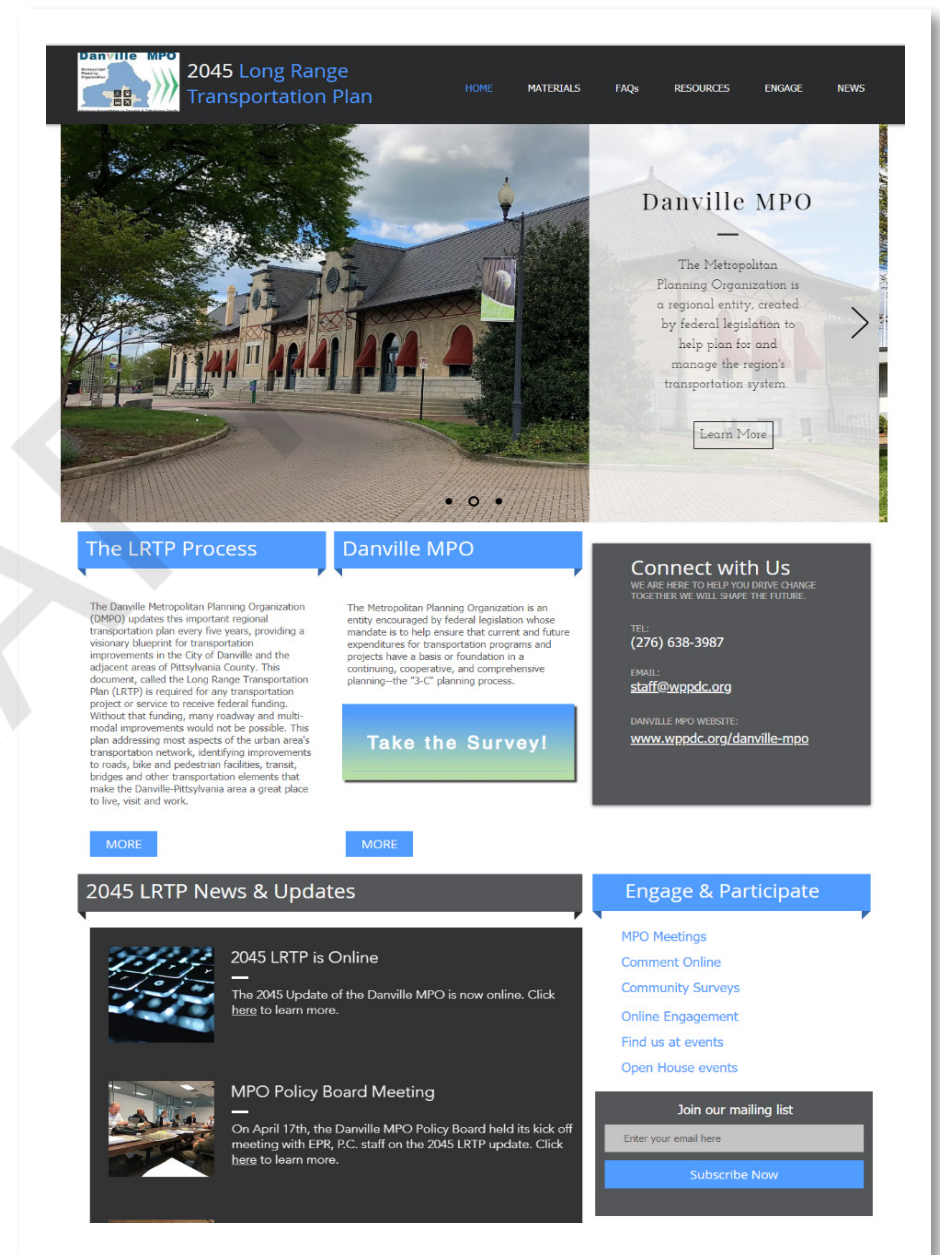 Danville MPO
2045 Long Range
Transportation Plan
HOME
MATERIALS
FAQs
RESOURCES
ENGAGE
NEWS
Danville MPO
The Metropolitan
Planning Organization is
a regional entity, created
by federal legislation to
help plan for and
manage the region's
transportation system.
Learn More
The LRTP Process
The Danville Metropolitan Planning Organization
(DMPO) updates this important regional
transportation plan every five years, providing a
visionary blueprint for transportation
improvements in the City of Danville and the
adjacent areas of Pittsylvania County. This
document, called the Long Range Transportation
Plan (LRTP) is required for any transportation
project or service to receive federal funding.
Without that funding, many roadway and multi-
modal improvements would not be possible. This
plan addressing most aspects of the urban area's
transportation network, identifying improvements
to roads, bike and pedestrian facilities, transit,
bridges and other transportation elements that
make the Danville-Pittsylvania area a great place
to live, visit and work.
MORE
Danville MPO
The Metropolitan Planning Organization is an
entity encouraged by federal legislation whose
mandate is to help ensure that current and future
expenditures for transportation programs and
projects have a basis or foundation in a
continuing, cooperative, and comprehensive
planning--the "3-C" planning process.
Take the Survey!
MORE
Connect with Us
WE ARE HERE TO HELP YOU DRIVE CHANGE
TOGETHER WE WILL SHAPE THE FUTURE.
TEL:
(276) 638-3987
EMAIL:
staff@wppdc.org
DANVILLE MPO WEBSITE:
www.wppdc.org/danville-mpo
2045 LRTP News & Updates
2045 LRTP is Online
The 2045 Update of the Danville MPO is now online. Click
here to learn more.
MPO Policy Board Meeting
On April 17th, the Danville MPO Policy Board held its kick off
meeting with EPR, P.C. staff on the 2045 LRTP update. Click
here to learn more.
Engage & Participate
MPO Meetings
Comment Online
Community Surveys
Online Engagement
Find us at events
Open House events
Join our mailing list
Enter your email here
Subscribe Now